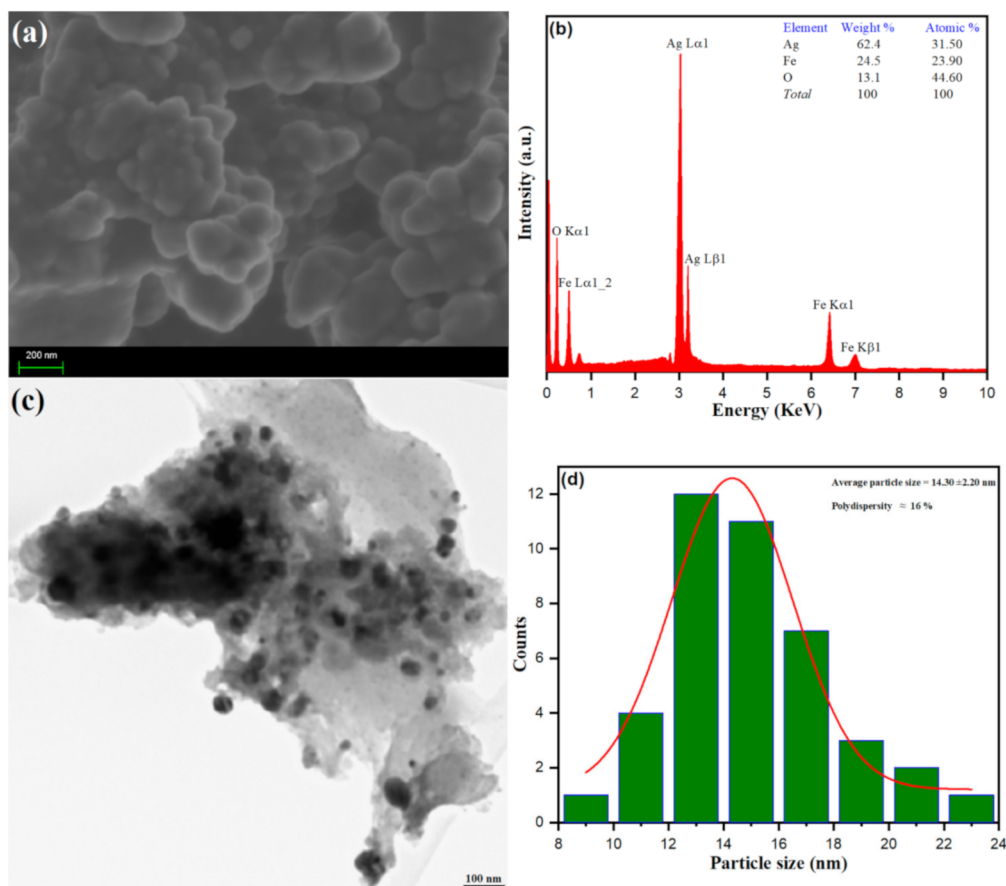 (a)
200 nm
(b)
Element Weight % Atomic %
Ag 62.4 31.50
Fe 24.5 23.90
O 13.1 44.60
Total 100 100
Ag Lα1
Ag Lβ1
O Kα1
Fe Lα1_2
Fe Kα1
Fe Kβ1
Intensity (a.u.)
0 1 2 3 4 5 6 7 8 9 10
Energy (KeV)
(c)
100 nm
(d)
Average particle size = 14.30 ±2.20 nm
Polydispersity ≈ 16 %
12
10
8
6
4
2
0
Counts
8 10 12 14 16 18 20 22 24
Particle size (nm)